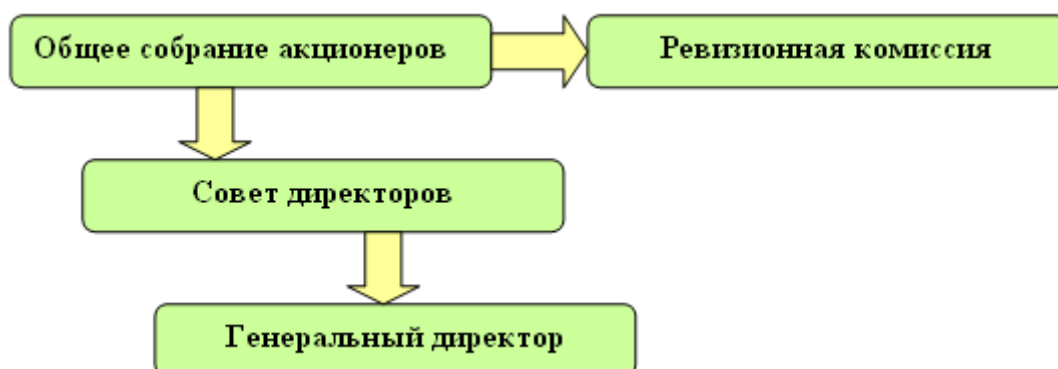 Общее собрание акционеров
Ревизионная комиссия
Совет директоров
Генеральный директор